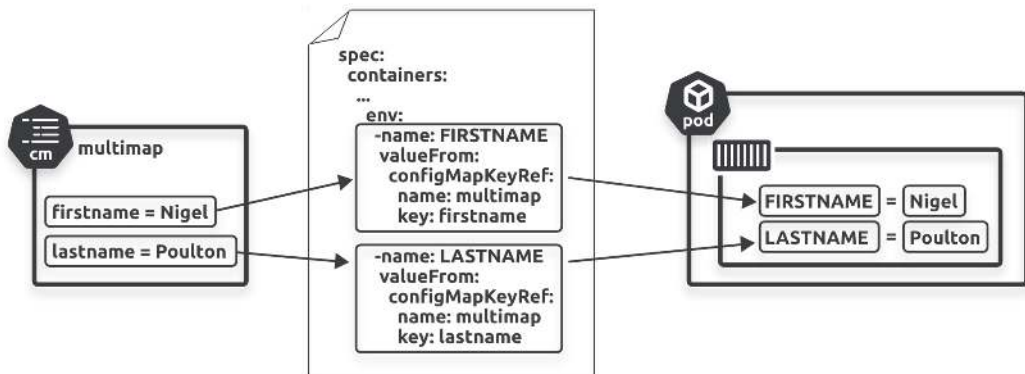 cm
multimap
firstname = Nigel
lastname = Poulton
spec:
containers:
...
env:
-name: FIRSTNAME
valueFrom:
configMapKeyRef:
name: multimap
key: firstname
-name: LASTNAME
valueFrom:
configMapKeyRef:
name: multimap
key: lastname
pod
FIRSTNAME = Nigel
LASTNAME = Poulton